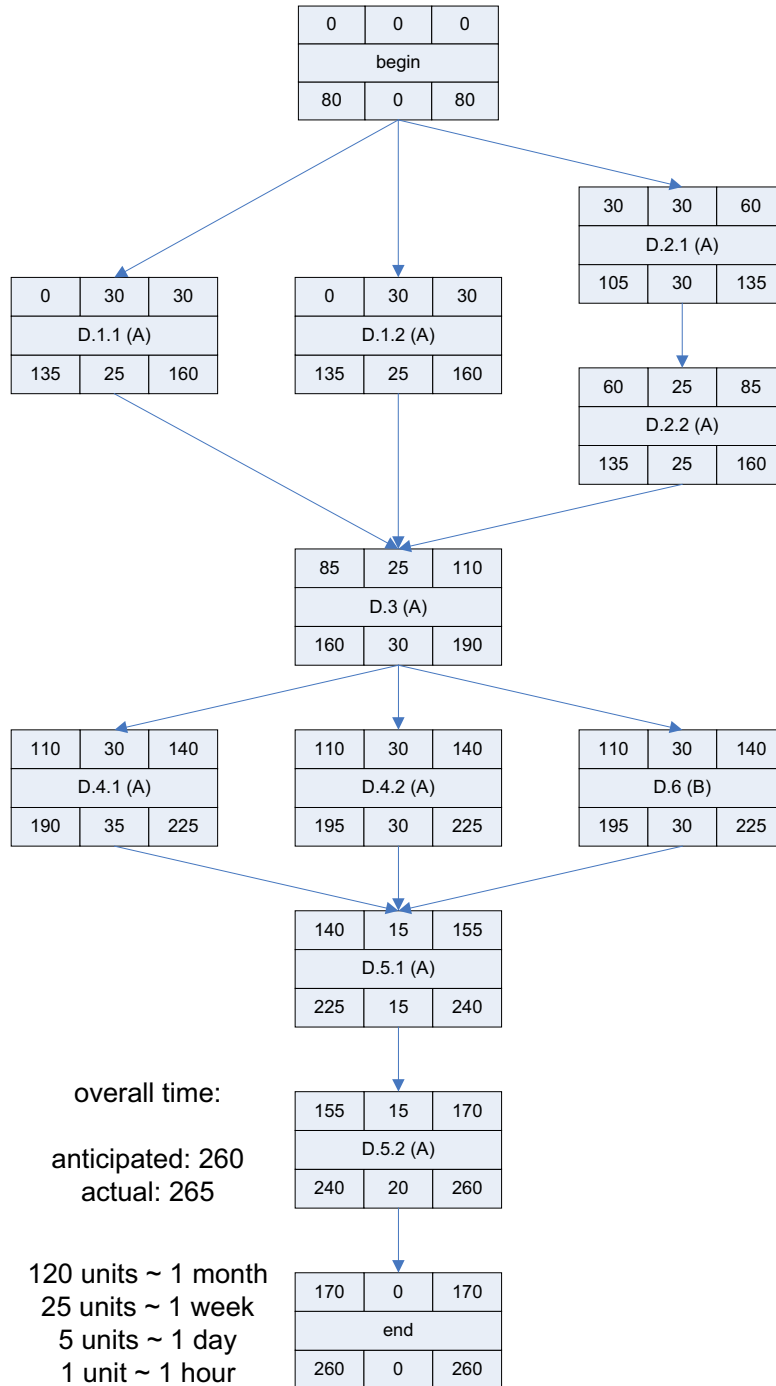 0 0 0
begin
80 0 80
30 30 60
D.2.1 (A)
105 30 135
0 30 30
D.1.1 (A)
135 25 160
0 30 30
D.1.2 (A)
135 25 160
60 25 85
D.2.2 (A)
135 25 160
85 25 110
D.3 (A)
160 30 190
110 30 140
D.4.1 (A)
190 35 225
110 30 140
D.4.2 (A)
195 30 225
110 30 140
D.6 (B)
195 30 225
140 15 155
D.5.1 (A)
225 15 240
overall time:
anticipated: 260
actual: 265
155 15 170
D.5.2 (A)
240 20 260
120 units ~ 1 month
25 units ~ 1 week
5 units ~ 1 day
1 unit ~ 1 hour
170 0 170
end
260 0 260